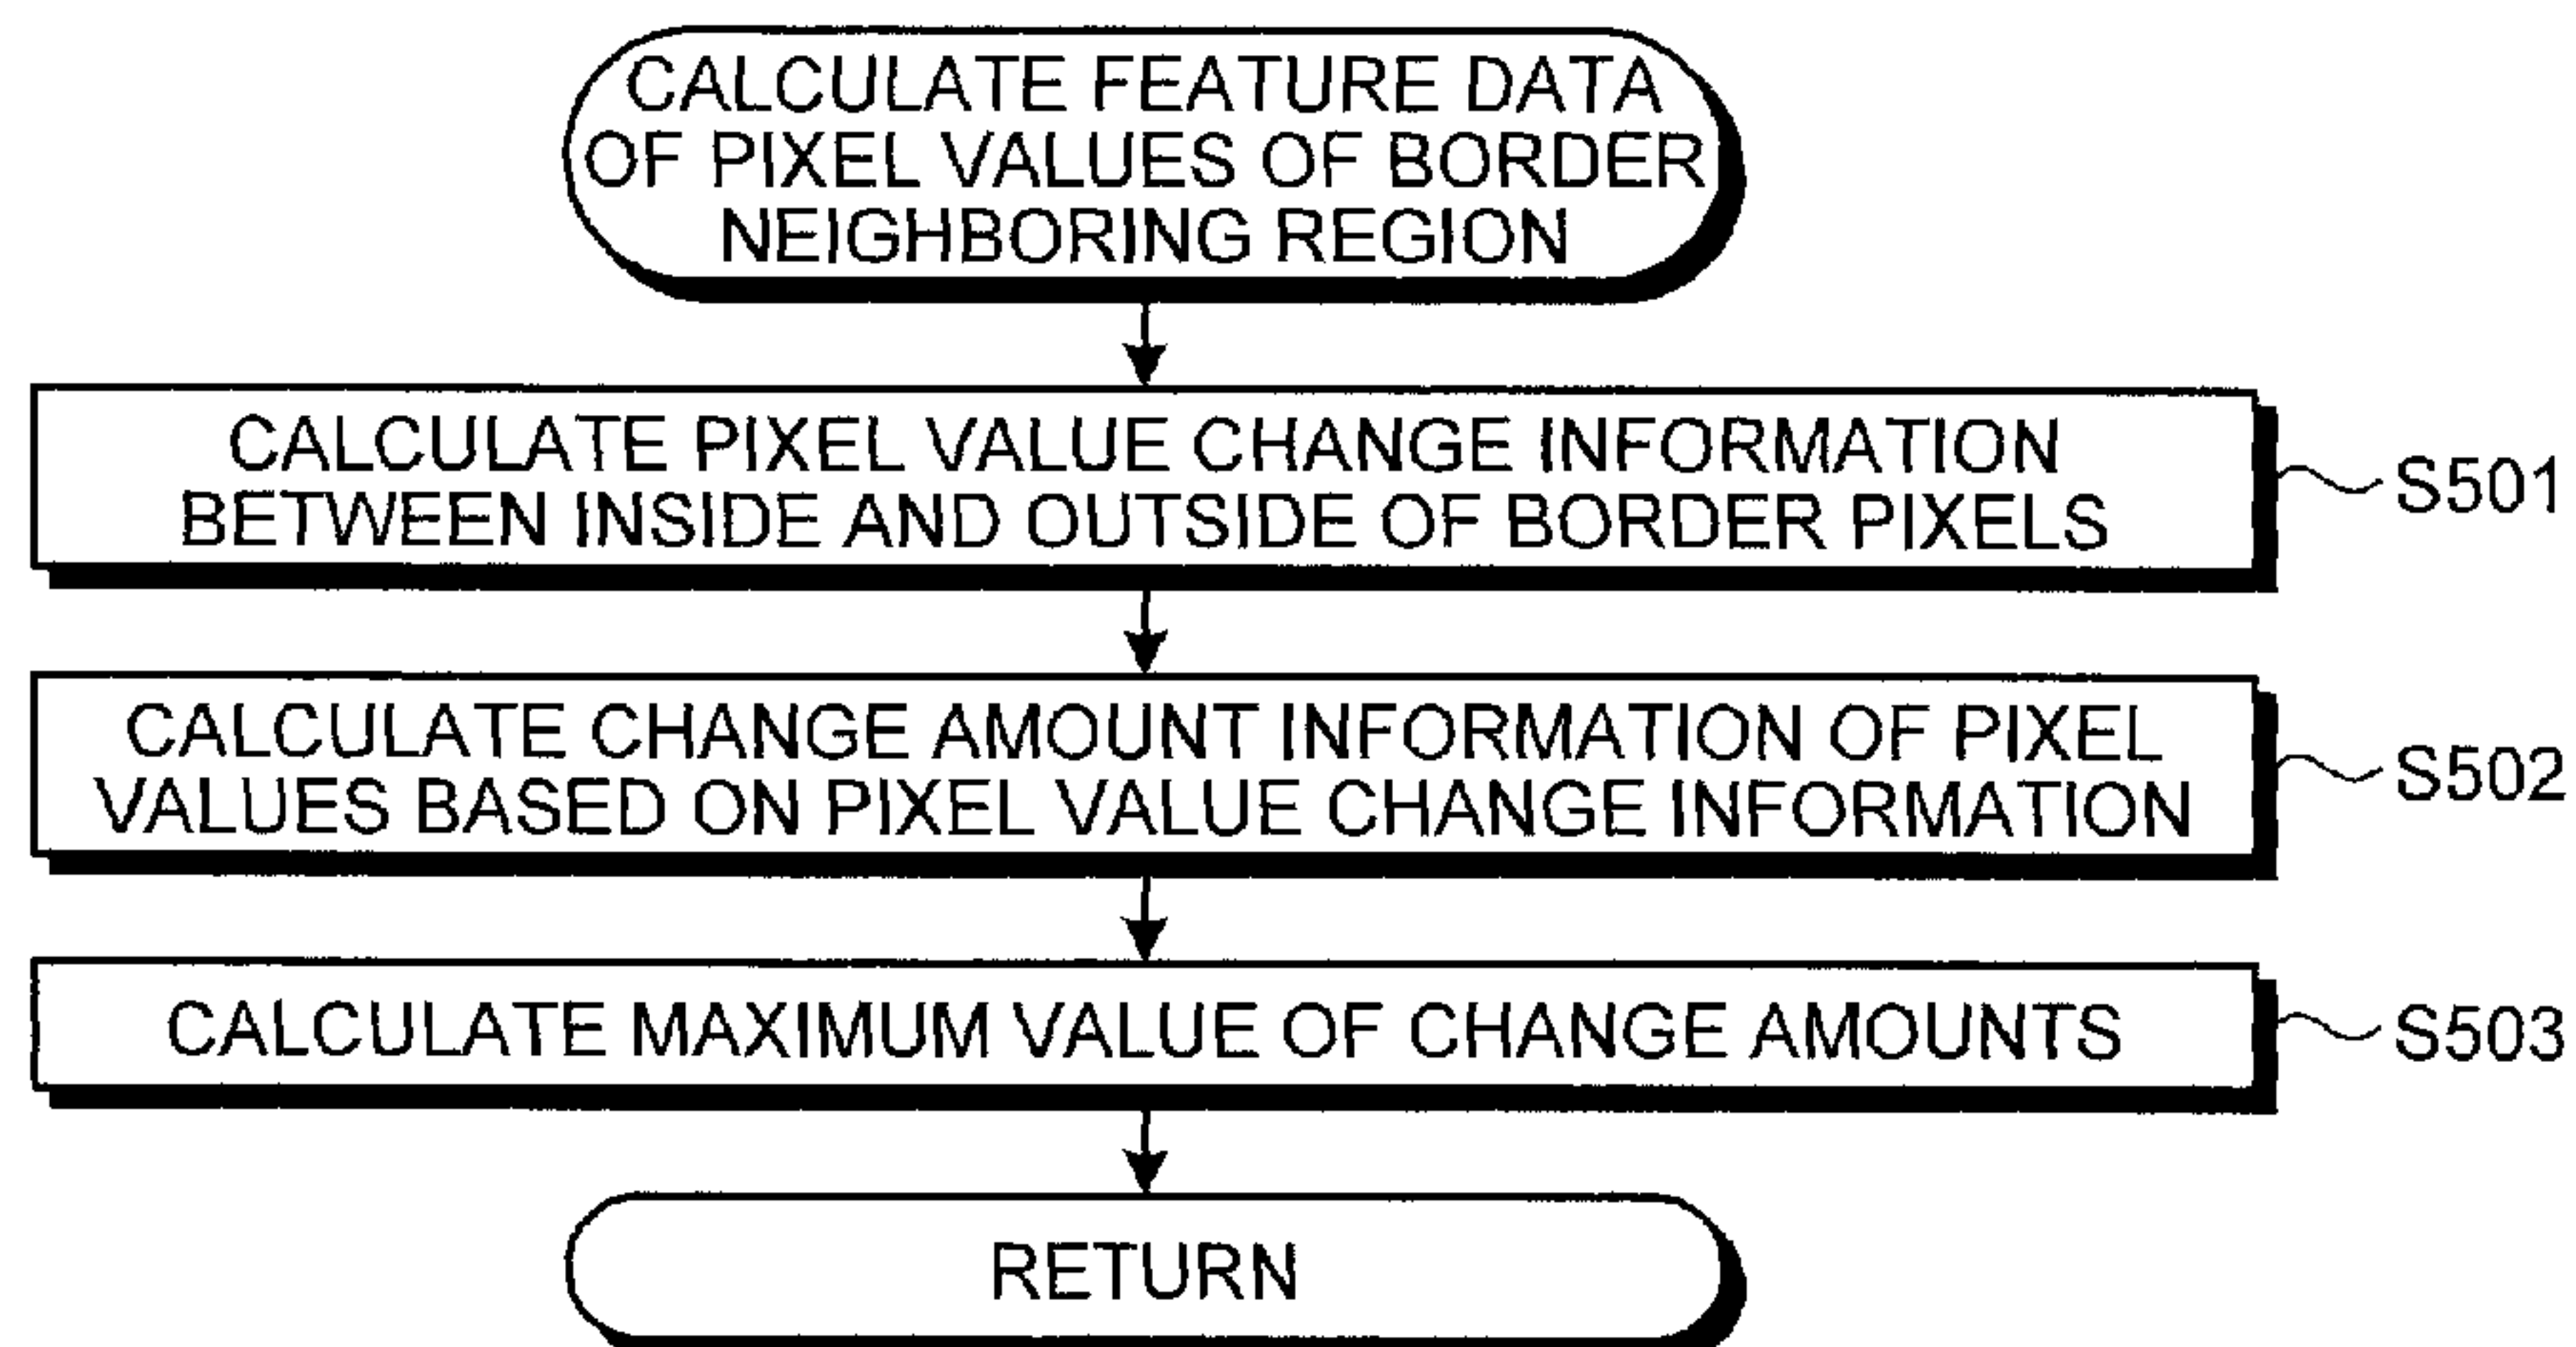 CALCULATE FEATURE DATA
OF PIXEL VALUES OF BORDER
NEIGHBORING REGION
CALCULATE PIXEL VALUE CHANGE INFORMATION
BETWEEN INSIDE AND OUTSIDE OF BORDER PIXELS
S501
CALCULATE CHANGE AMOUNT INFORMATION OF PIXEL
VALUES BASED ON PIXEL VALUE CHANGE INFORMATION
S502
CALCULATE MAXIMUM VALUE OF CHANGE AMOUNTS
S503
RETURN